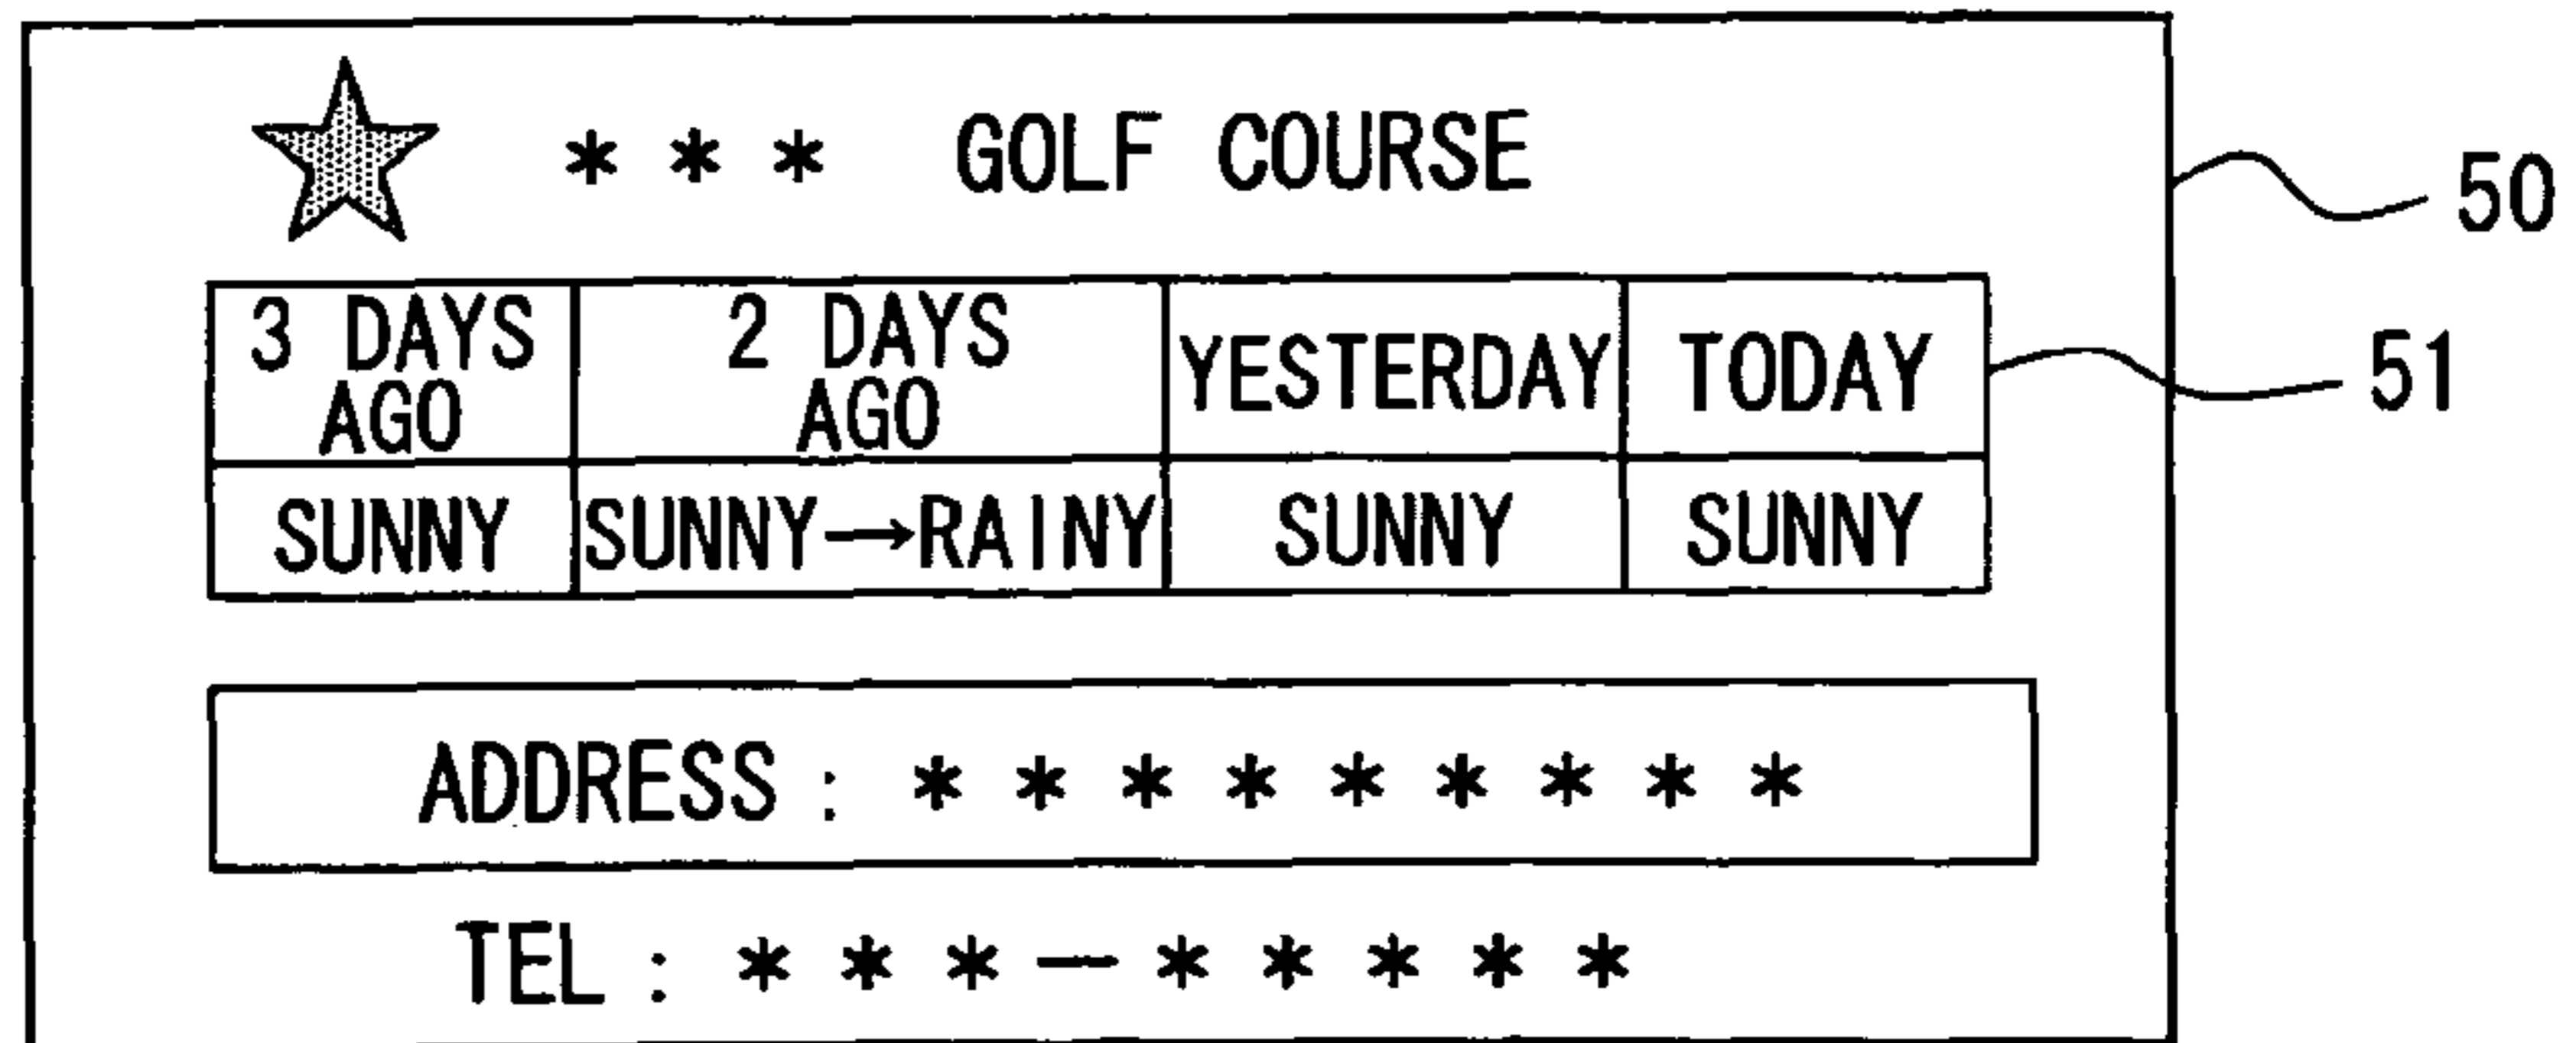 * * * GOLF COURSE
50
3 DAYS AGO 2 DAYS AGO YESTERDAY TODAY
51
SUNNY SUNNY→RAINY SUNNY SUNNY
ADDRESS : * * * * * * * * *
TEL : * * * — * * * * *